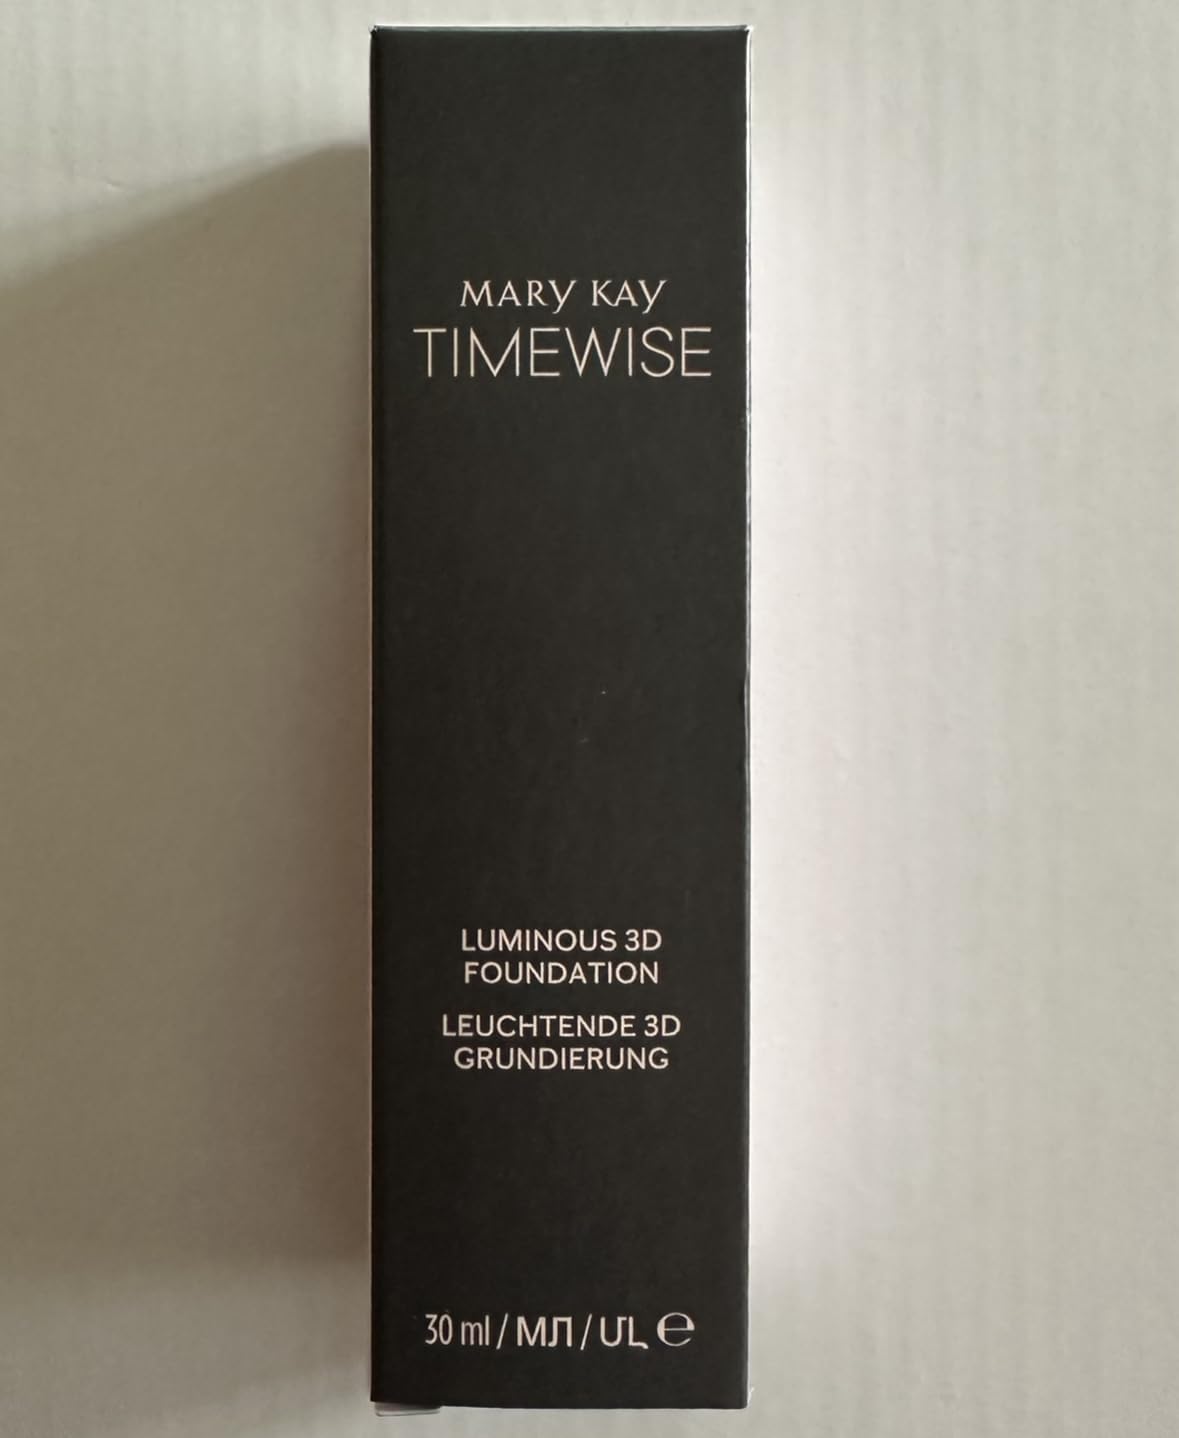 MARY KAY
TIMEWISE
LUMINOUS 3D
FOUNDATION
LEUCHTENDE 3D
GRUNDIERUNG
30 ml / МЛ / ՄԼ ℮